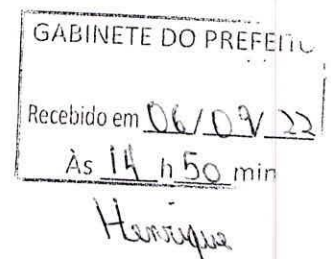 GABINETE DO PREFEITO
Recebido em 06/09/22
Às 14 h 50 min
Henrique